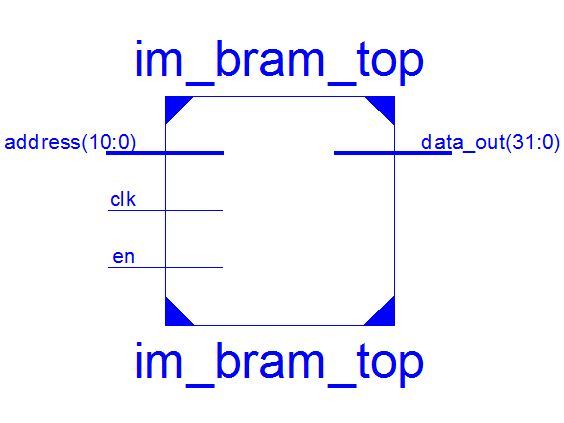 im_bram_top
address(10:0)
data_out(31:0)
clk
en
im_bram_top